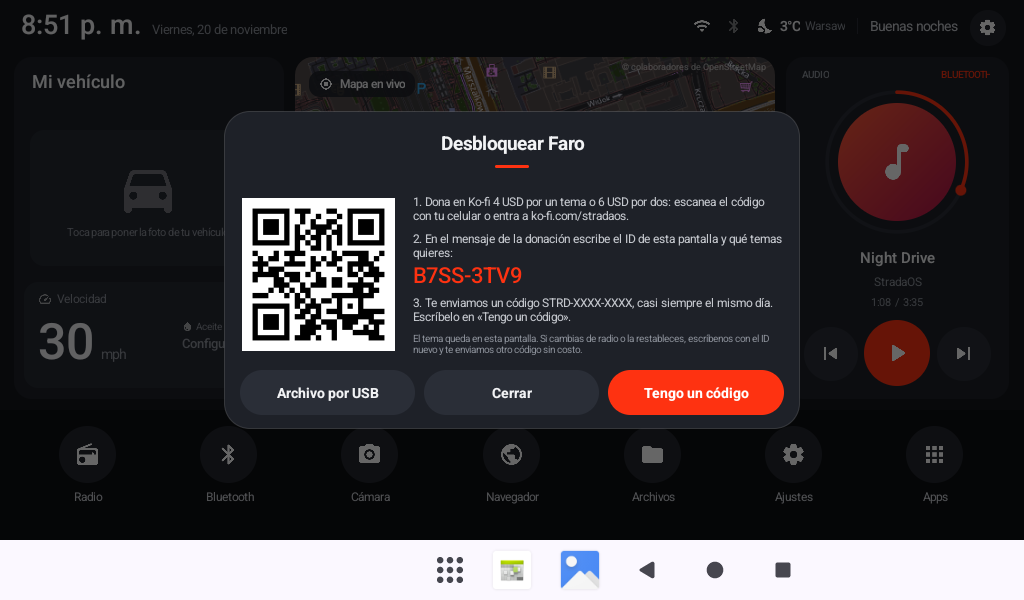 8:51 p. m.
Viernes, 20 de noviembre
3°C Warsaw
Buenas noches
Mi vehículo
Mapa en vivo
© colaboradores de OpenStreetMap
Widok
AUDIO
BLUETOOTH
Desbloquear Faro
1. Dona en Ko-fi 4 USD por un tema o 6 USD por dos: escanea el código
con tu celular o entra a ko-fi.com/stradaos.
2. En el mensaje de la donación escribe el ID de esta pantalla y qué temas
quieres:
B7SS-3TV9
3. Te enviamos un código STRD-XXXX-XXXX, casi siempre el mismo día.
Escríbelo en «Tengo un código».
El tema queda en esta pantalla. Si cambias de radio o la restableces, escríbenos con el ID
nuevo y te enviamos otro código sin costo.
Archivo por USB
Cerrar
Tengo un código
Toca para poner la foto de tu vehícul
Velocidad
30 mph
Aceite
Configu
Night Drive
StradaOS
1:08 / 3:35
Radio
Bluetooth
Cámara
Navegador
Archivos
Ajustes
Apps